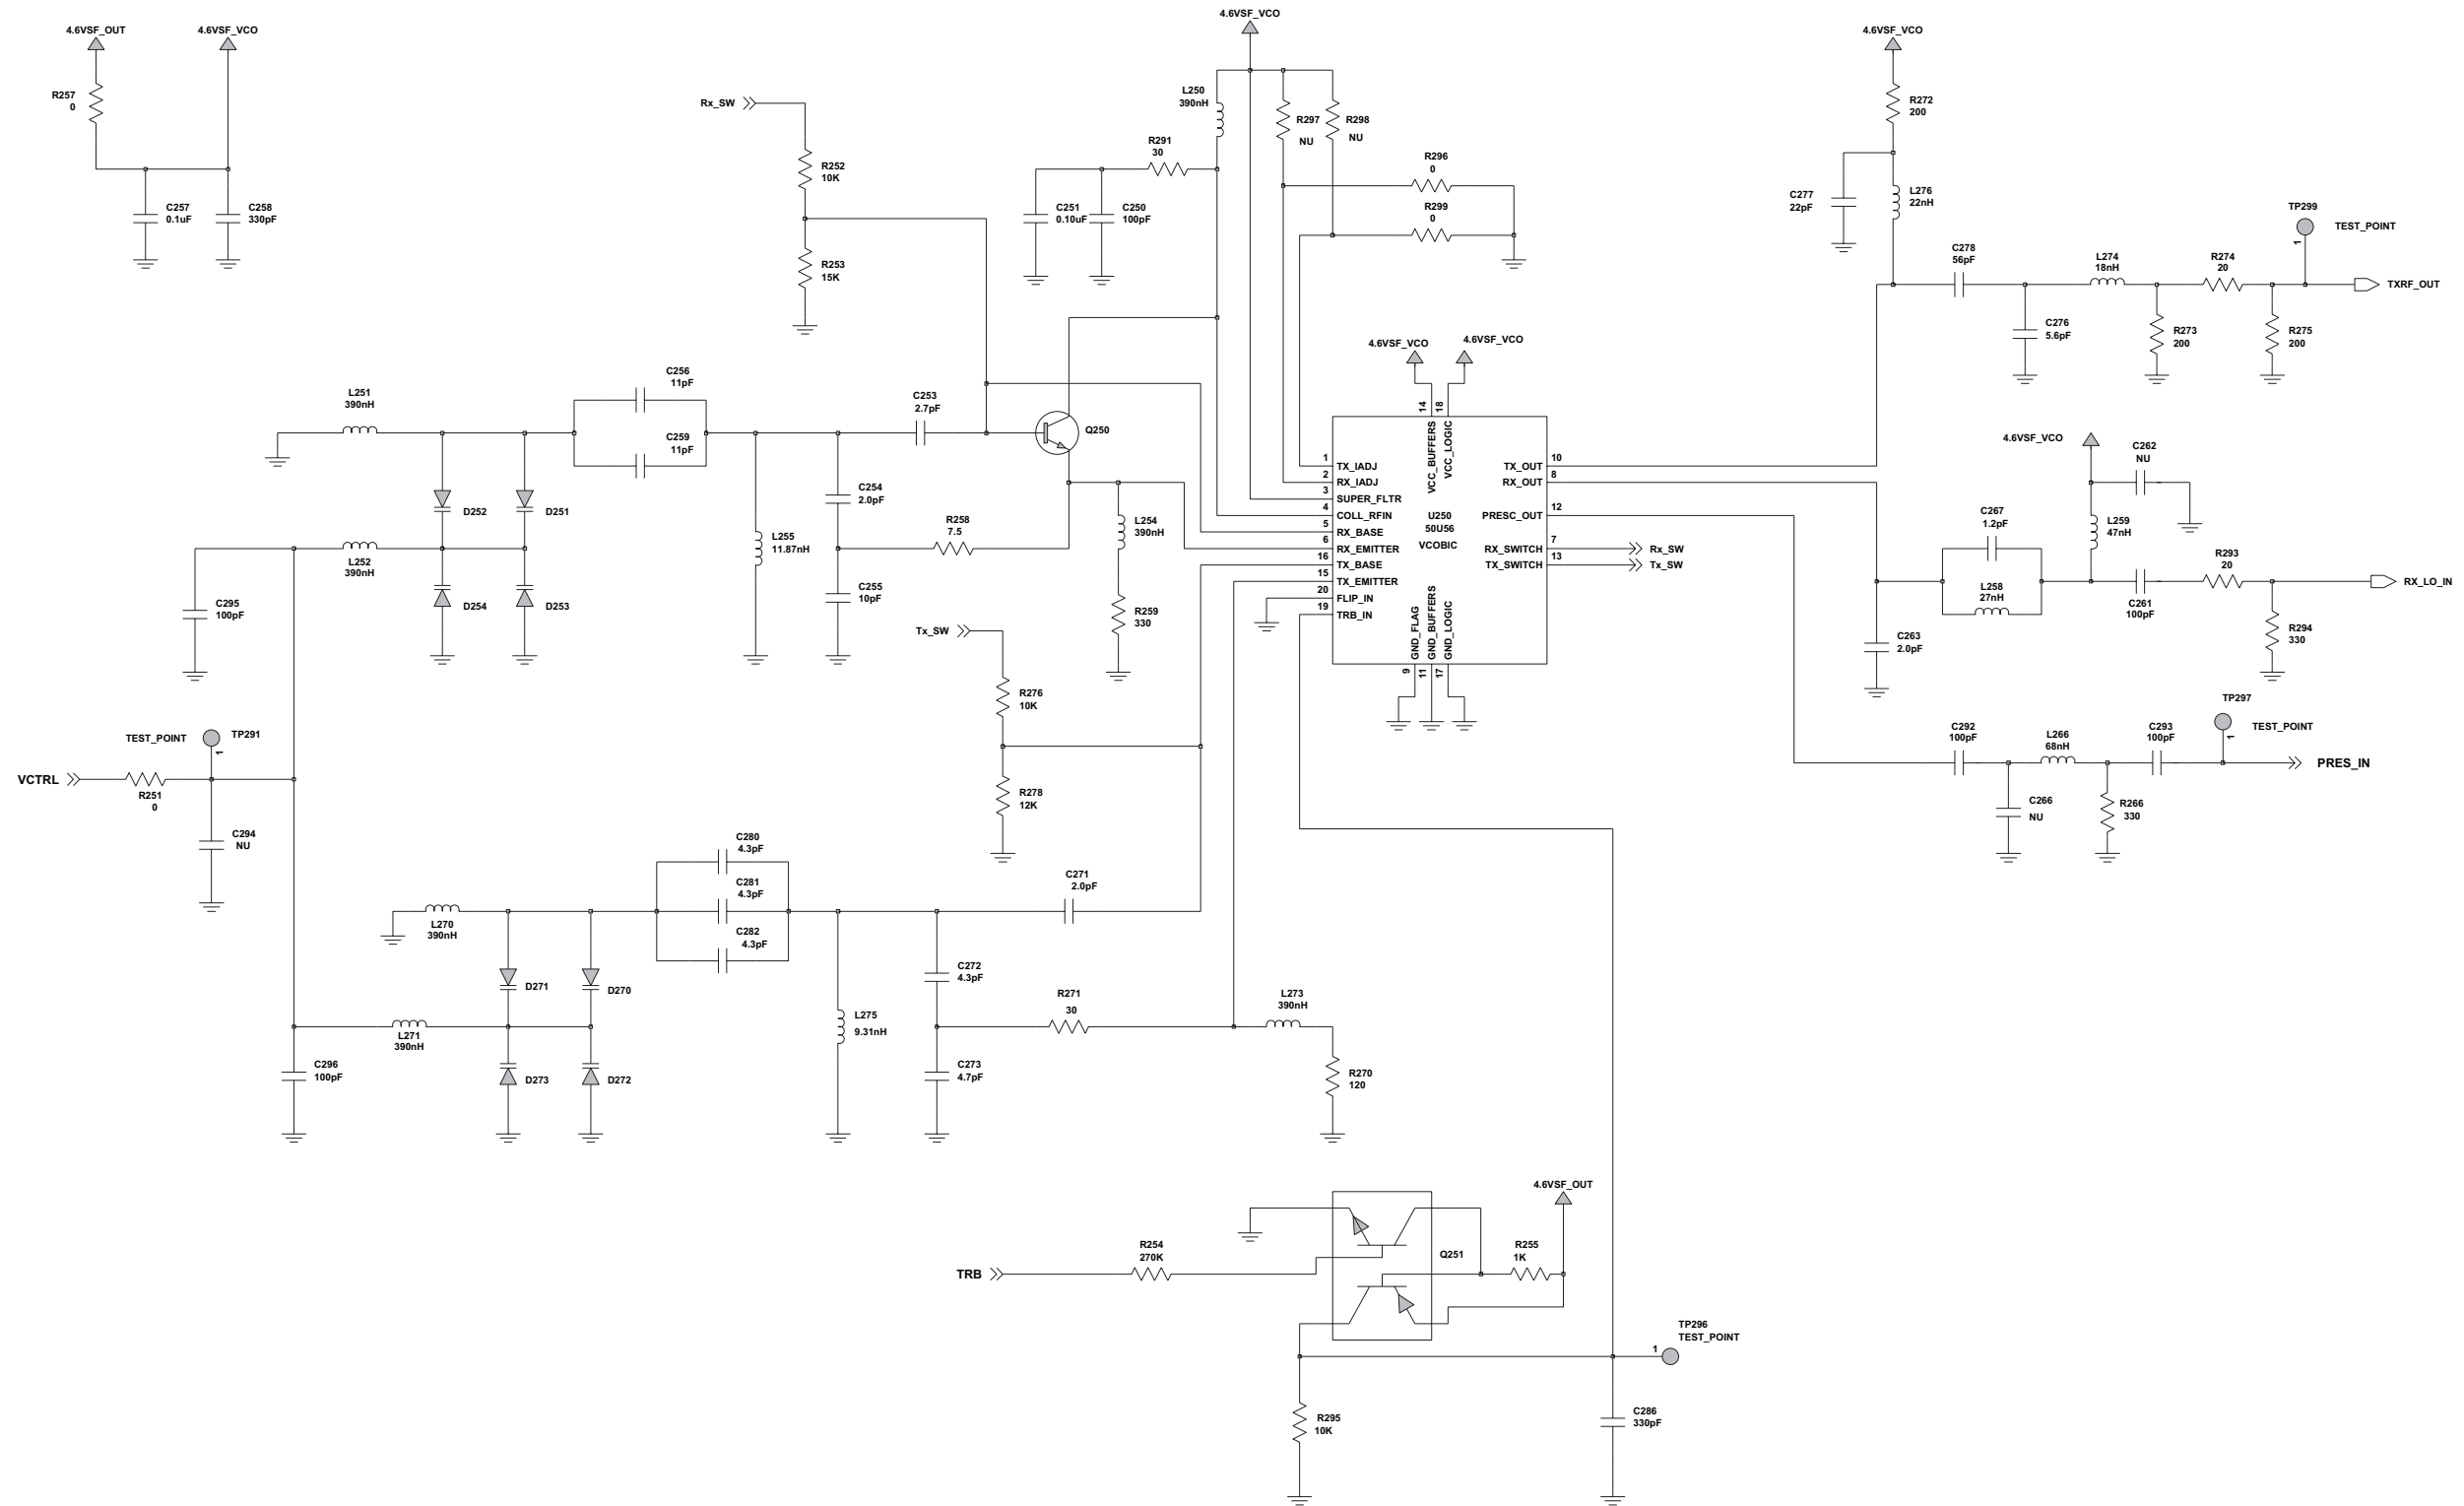 4.6VSF_OUT
4.6VSF_VCO
R257
0
C257
0.1uF
C258
330pF
Rx_SW
R252
10K
R253
15K
4.6VSF_VCO
L250
390nH
R291
30
C251
0.10uF
C250
100pF
R297
NU
R298
NU
R296
0
R299
0
4.6VSF_VCO
R272
200
C277
22pF
L276
22nH
C278
56pF
C276
5.6pF
L274
18nH
R273
200
R274
20
R275
200
TP299
TEST_POINT
1
TXRF_OUT
L251
390nH
C256
11pF
C259
11pF
C253
2.7pF
Q250
D252
D251
L252
390nH
D254
D253
C295
100pF
L255
11.87nH
C254
2.0pF
C255
10pF
R258
7.5
L254
390nH
R259
330
4.6VSF_VCO
4.6VSF_VCO
14
18
VCC_BUFFERS
VCC_LOGIC
1
TX_IADJ
2
RX_IADJ
3
SUPER_FLTR
4
COLL_RFIN
5
RX_BASE
6
RX_EMITTER
16
TX_BASE
15
TX_EMITTER
20
FLIP_IN
19
TRB_IN
U250
50U56
VCOBIC
TX_OUT
10
RX_OUT
8
PRESC_OUT
12
RX_SWITCH
7
TX_SWITCH
13
Rx_SW
Tx_SW
GND_FLAG
GND_BUFFERS
GND_LOGIC
9
11
17
4.6VSF_VCO
C262
NU
L259
47nH
C267
1.2pF
L258
27nH
C263
2.0pF
C261
100pF
R293
20
R294
330
RX_LO_IN
Tx_SW
R276
10K
R278
12K
TEST_POINT
TP291
1
VCTRL
R251
0
C294
NU
C292
100pF
L266
68nH
C293
100pF
C266
NU
R266
330
TP297
TEST_POINT
1
PRES_IN
C280
4.3pF
C281
4.3pF
C282
4.3pF
C271
2.0pF
L270
390nH
D271
D270
L271
390nH
D273
D272
C296
100pF
L275
9.31nH
C272
4.3pF
C273
4.7pF
R271
30
L273
390nH
R270
120
4.6VSF_OUT
TRB
R254
270K
Q251
R255
1K
TP296
TEST_POINT
1
R295
10K
C286
330pF